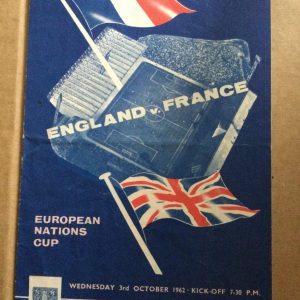 ENGLAND v. FRANCE
EUROPEAN
NATIONS
CUP
WEDNESDAY 3rd OCTOBER 1962 · KICK-OFF 7-30 P.M.